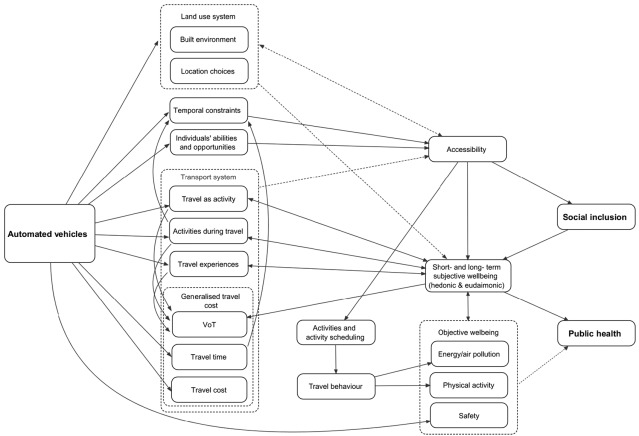 Land use system
Built environment
Location choices
Temporal constraints
Individuals' abilities
and opportunities
Accessibility
Transport system
Travel as activity
Automated vehicles
Social inclusion
Activities during travel
Travel experiences
Short- and long- term
subjective wellbeing
(hedonic & eudaimonic)
Generalised travel
cost
VoT
Activities and
activity scheduling
Objective wellbeing
Public health
Energy/air pollution
Travel time
Travel behaviour
Physical activity
Travel cost
Safety